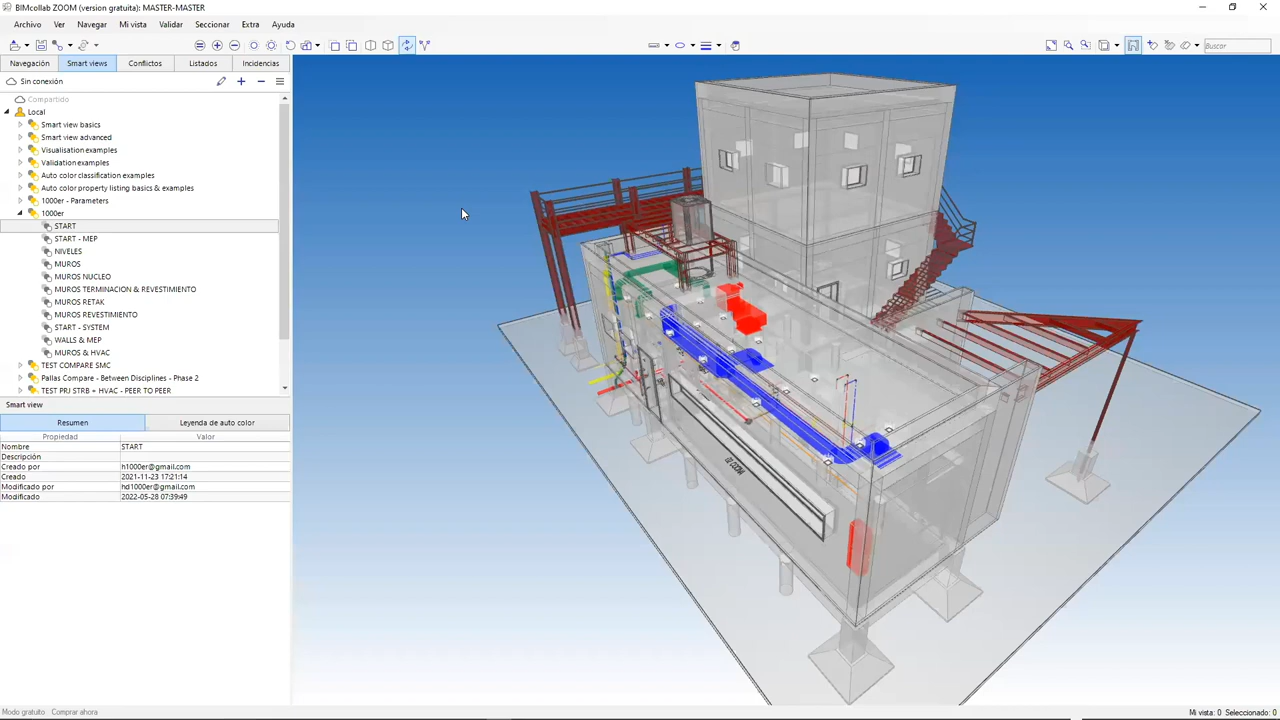 BIMcollab ZOOM (version gratuita): MASTER-MASTER
Archivo Ver Navegar Mi vista Validar Seccionar Extra Ayuda
Buscar
Navegación Smart views Conflictos Listados Incidencias
Sin conexión
Compartido
Local
Smart view basics
Smart view advanced
Visualisation examples
Validation examples
Auto color classification examples
Auto color property listing basics & examples
1000er - Parameters
1000er
START
START - MEP
NIVELES
MUROS
MUROS NUCLEO
MUROS TERMINACION & REVESTIMIENTO
MUROS RETAK
MUROS REVESTIMIENTO
START - SYSTEM
WALLS & MEP
MUROS & HVAC
TEST COMPARE SMC
Pallas Compare - Between Disciplines - Phase 2
TEST PRJ STRB + HVAC - PEER TO PEER
Smart view
Resumen Leyenda de auto color
Propiedad Valor
Nombre START
Descripción
Creado por h1000er@gmail.com
Creado 2021-11-23 17:21:14
Modificado por hd1000er@gmail.com
Modificado 2022-05-28 07:39:49
Modo gratuito Comprar ahora
Mi vista: 0 Seleccionado: 0